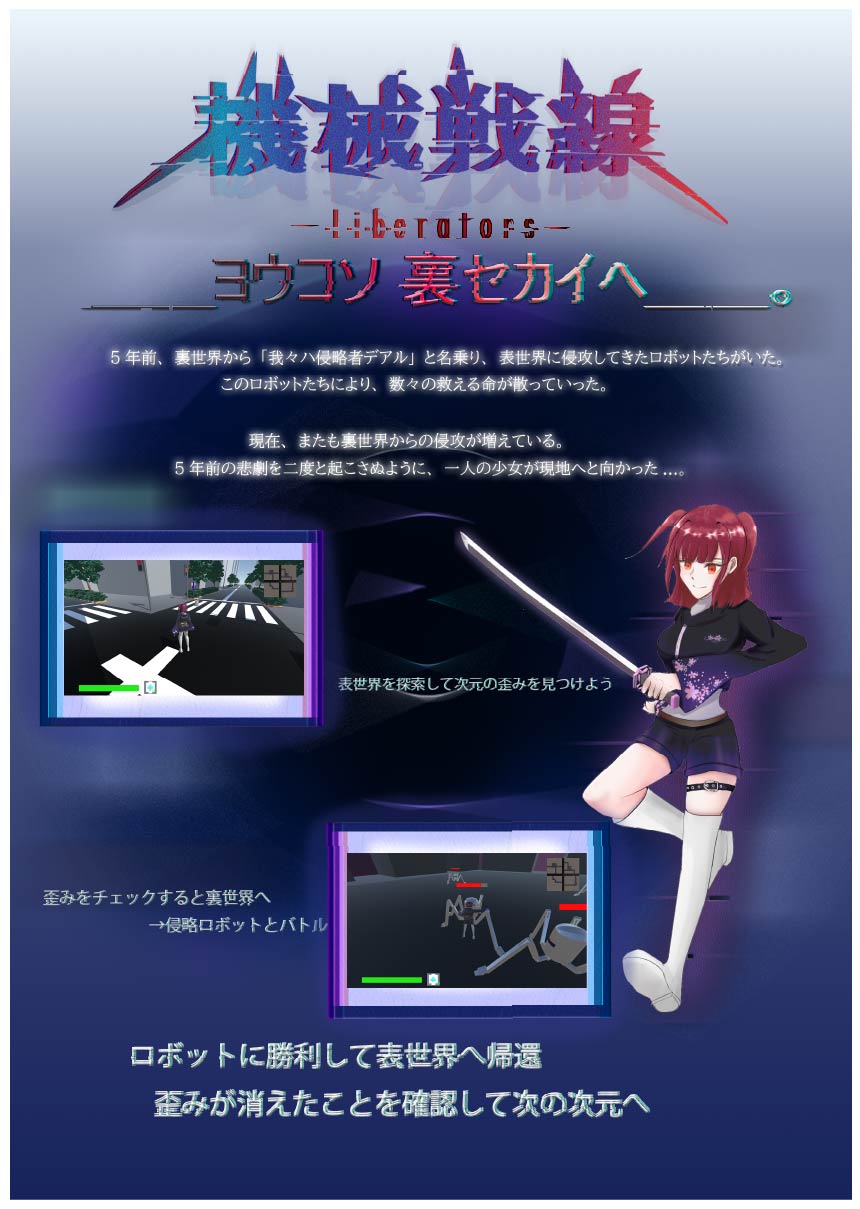 機械戦線
-liberators-
ヨウコソ 裏セカイへ
5年前、裏世界から「我々ハ侵略者デアル」と名乗り、表世界に侵攻してきたロボットたちがいた。
このロボットたちにより、数々の救える命が散っていった。
現在、またも裏世界からの侵攻が増えている。
5年前の悲劇を二度と起こさぬように、一人の少女が現地へと向かった…。
表世界を探索して次元の歪みを見つけよう
歪みをチェックすると裏世界へ
→侵略ロボットとバトル
ロボットに勝利して表世界へ帰還
歪みが消えたことを確認して次の次元へ